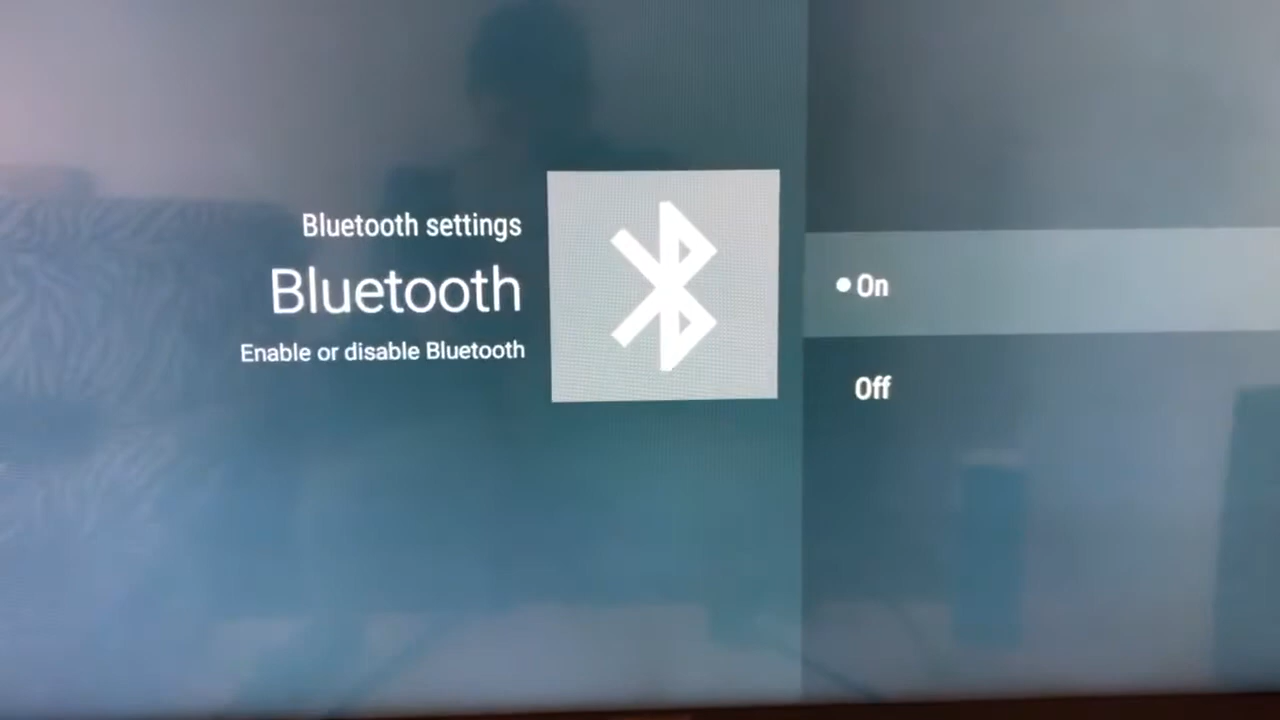 Bluetooth settings
Bluetooth
Enable or disable Bluetooth
On
Off